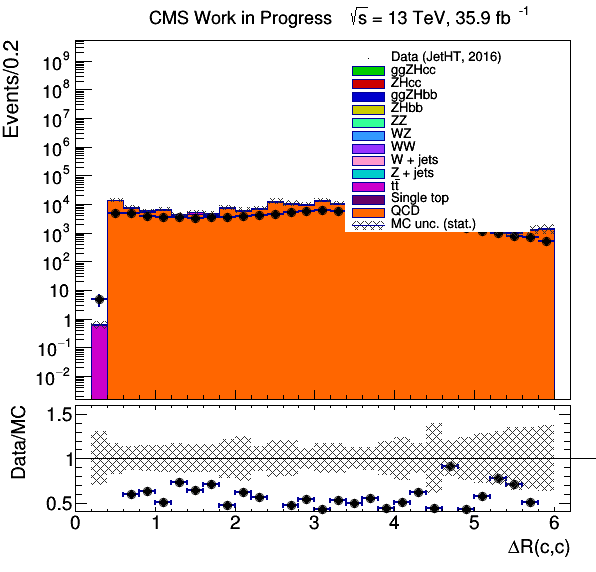 CMS Work in Progress √s = 13 TeV, 35.9 fb⁻¹
Events/0.2
10⁹
10⁸
10⁷
10⁶
10⁵
10⁴
10³
10²
10
1
10⁻¹
10⁻²
Data (JetHT, 2016)
ggZHcc
ZHcc
ggZHbb
ZHbb
ZZ
WZ
WW
W + jets
Z + jets
tt̄
Single top
QCD
MC unc. (stat.)
Data/MC
1.5
1
0.5
0 1 2 3 4 5 6
ΔR(c,c)